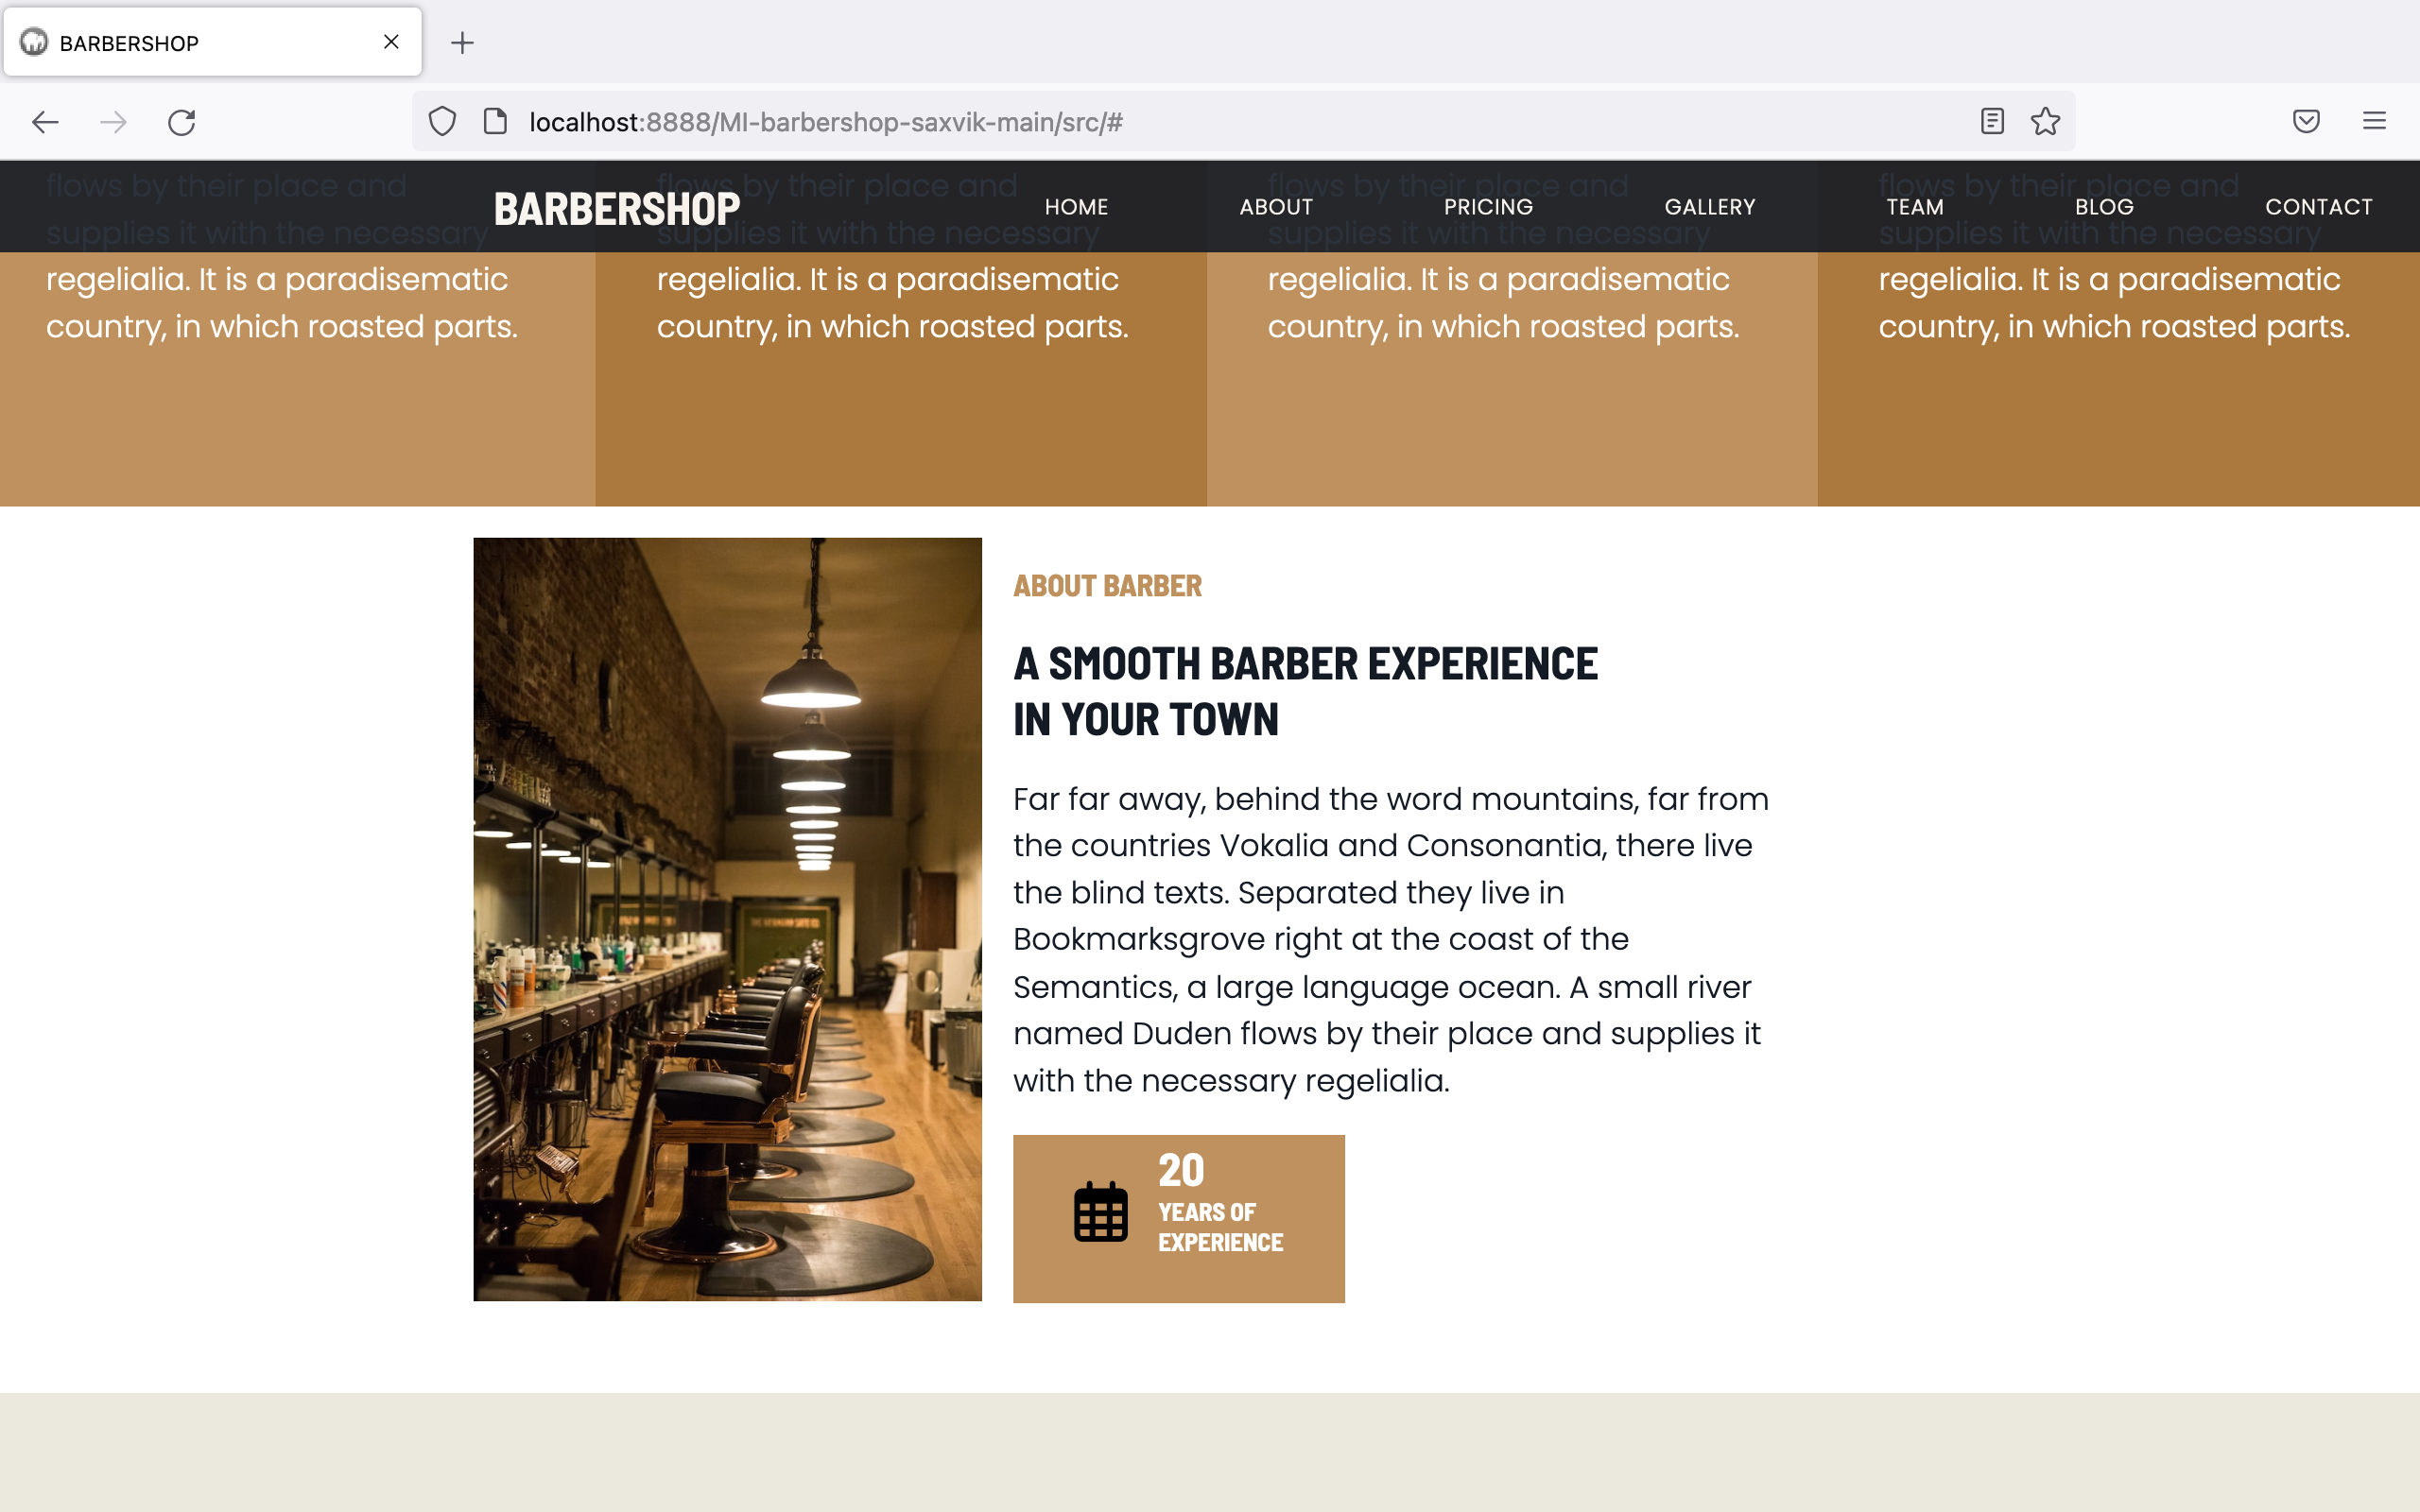 BARBERSHOP
localhost:8888/MI-barbershop-saxvik-main/src/#
flows by their place and flows by their place and flows by their place and flows by their place and
BARBERSHOP HOME ABOUT PRICING GALLERY TEAM BLOG CONTACT
supplies it with the necessary supplies it with the necessary supplies it with the necessary supplies it with the necessary
regelialia. It is a paradisematic regelialia. It is a paradisematic regelialia. It is a paradisematic regelialia. It is a paradisematic
country, in which roasted parts. country, in which roasted parts. country, in which roasted parts. country, in which roasted parts.
ABOUT BARBER
A SMOOTH BARBER EXPERIENCE
IN YOUR TOWN
Far far away, behind the word mountains, far from
the countries Vokalia and Consonantia, there live
the blind texts. Separated they live in
Bookmarksgrove right at the coast of the
Semantics, a large language ocean. A small river
named Duden flows by their place and supplies it
with the necessary regelialia.
20
YEARS OF
EXPERIENCE